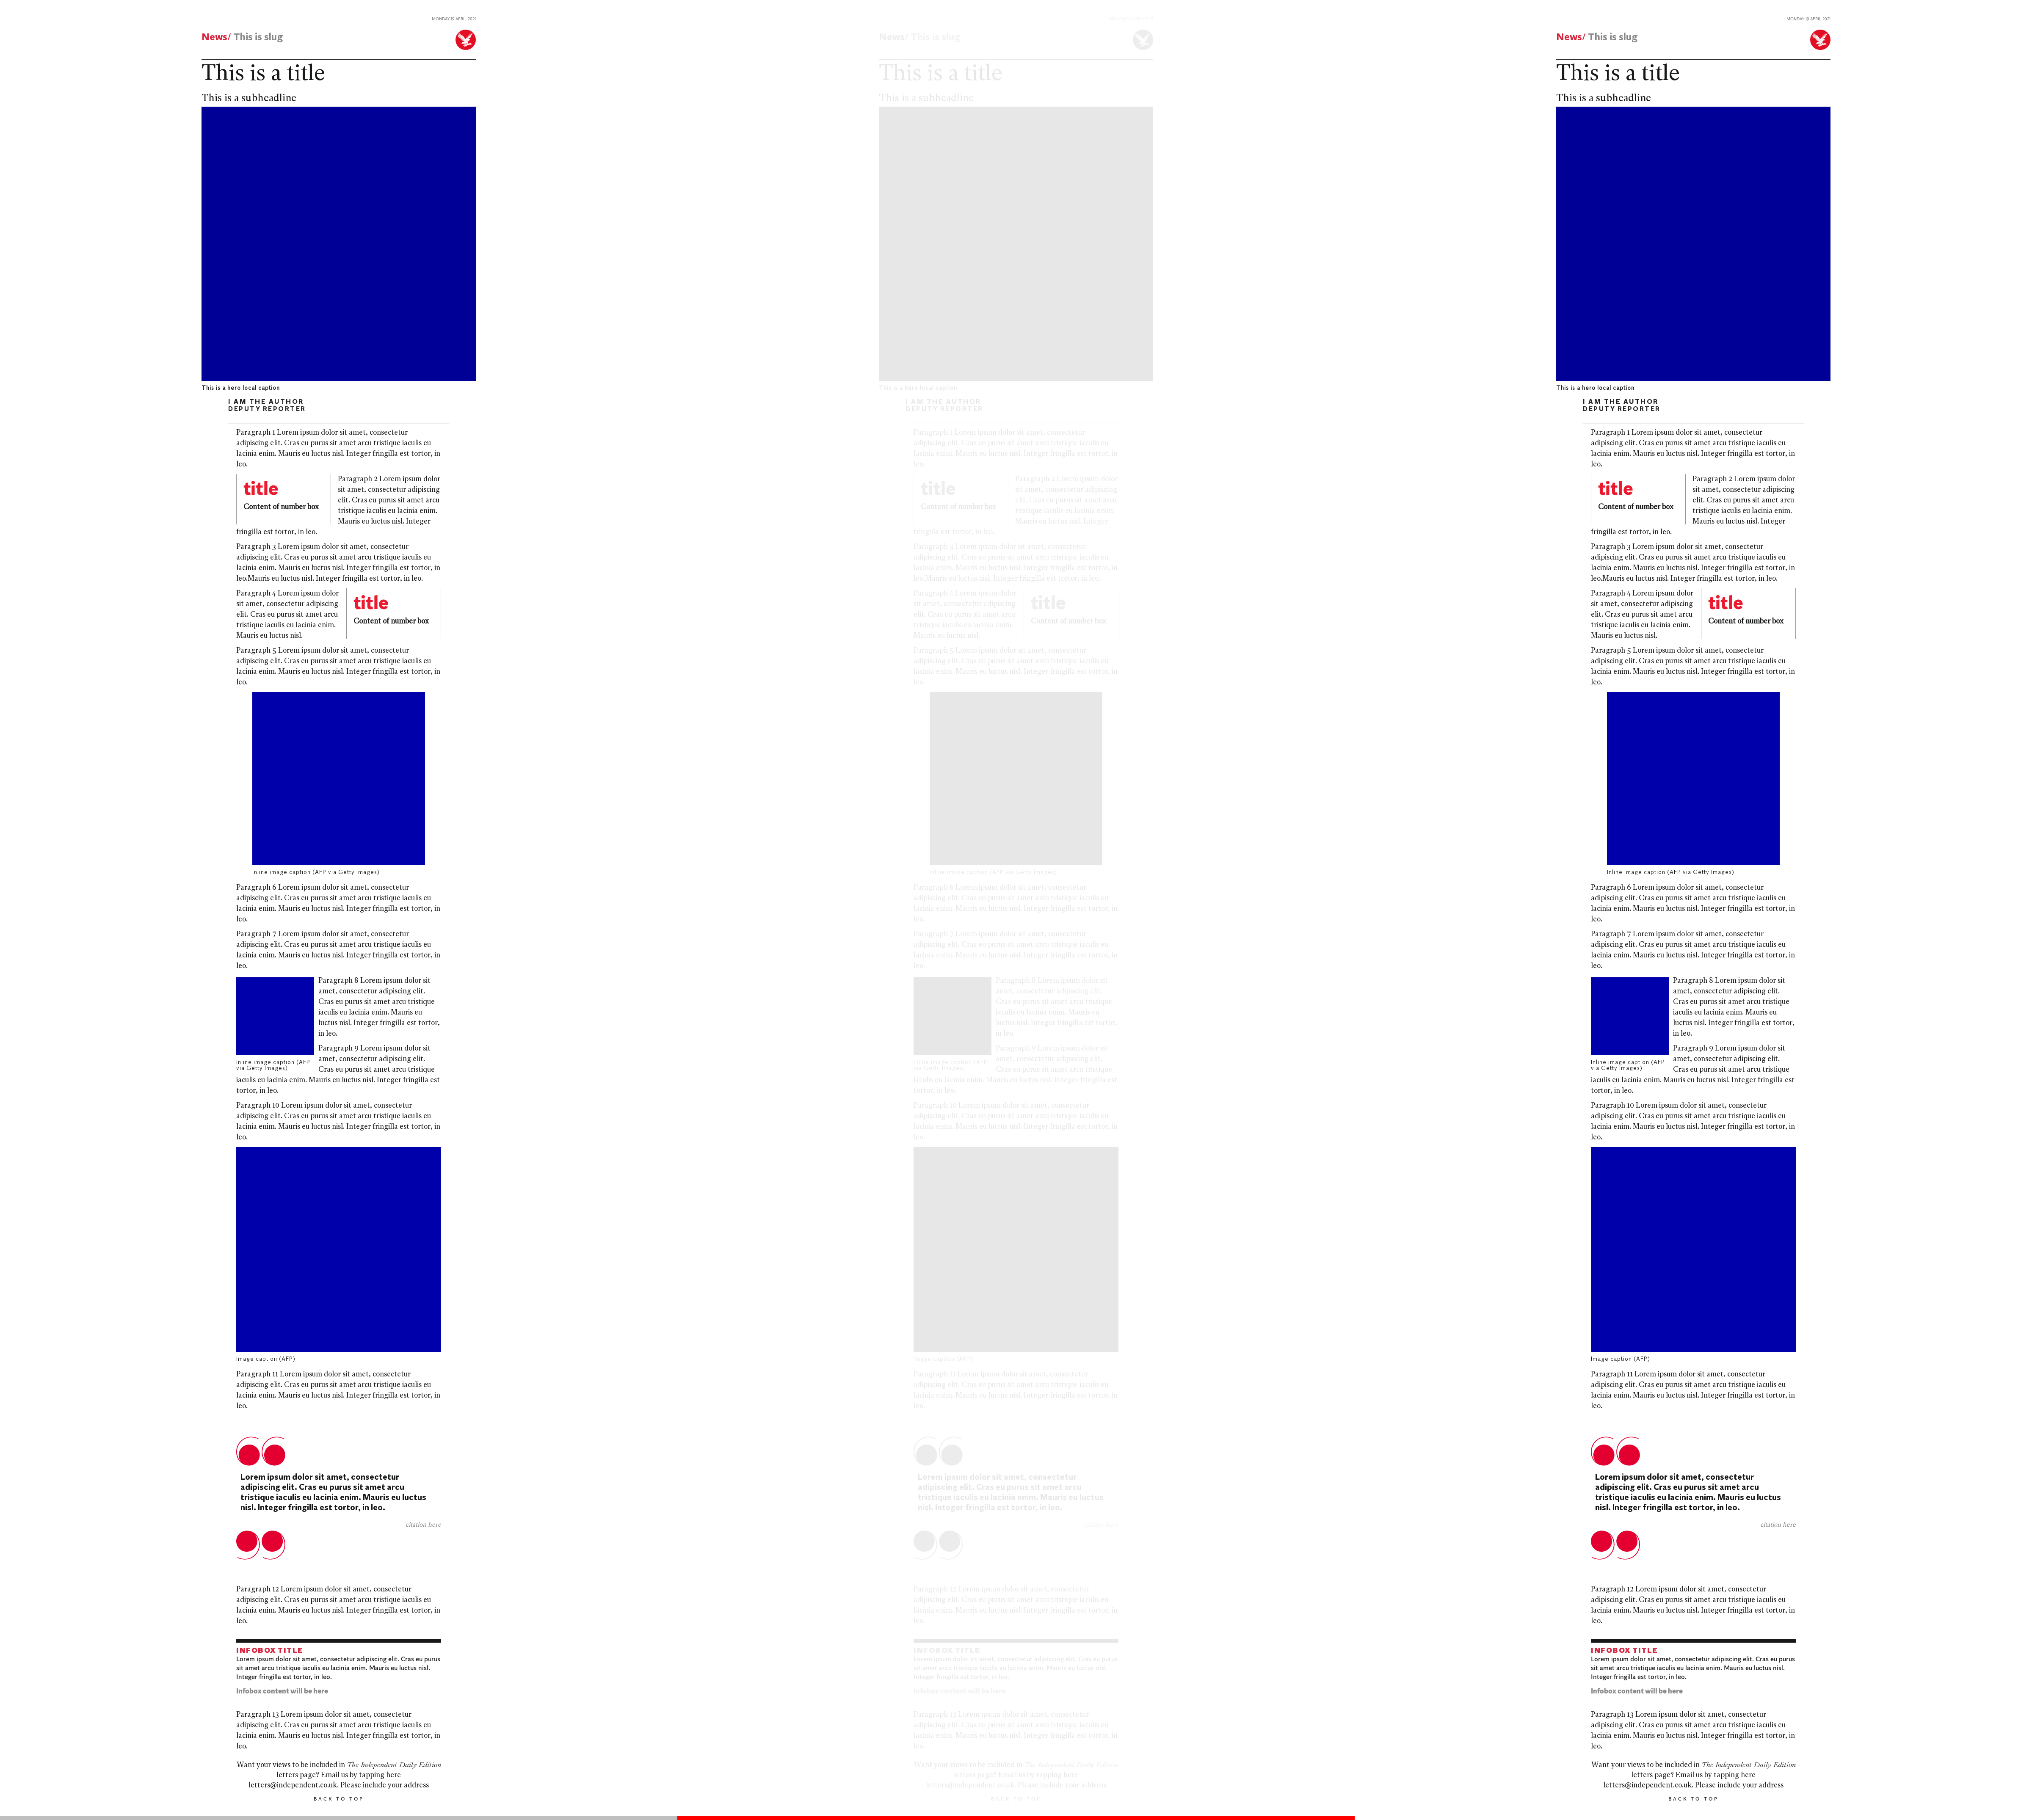 MONDAY 19 APRIL 2021
News/ This is slug
This is a title
This is a subheadline
This is a hero local caption
I AM THE AUTHOR
DEPUTY REPORTER
Paragraph 1 Lorem ipsum dolor sit amet, consectetur
adipiscing elit. Cras eu purus sit amet arcu tristique iaculis eu
lacinia enim. Mauris eu luctus nisl. Integer fringilla est tortor, in
leo.
title
Content of number box
Paragraph 2 Lorem ipsum dolor
sit amet, consectetur adipiscing
elit. Cras eu purus sit amet arcu
tristique iaculis eu lacinia enim.
Mauris eu luctus nisl. Integer
fringilla est tortor, in leo.
Paragraph 3 Lorem ipsum dolor sit amet, consectetur
adipiscing elit. Cras eu purus sit amet arcu tristique iaculis eu
lacinia enim. Mauris eu luctus nisl. Integer fringilla est tortor, in
leo.Mauris eu luctus nisl. Integer fringilla est tortor, in leo.
Paragraph 4 Lorem ipsum dolor
sit amet, consectetur adipiscing
elit. Cras eu purus sit amet arcu
tristique iaculis eu lacinia enim.
Mauris eu luctus nisl.
title
Content of number box
Paragraph 5 Lorem ipsum dolor sit amet, consectetur
adipiscing elit. Cras eu purus sit amet arcu tristique iaculis eu
lacinia enim. Mauris eu luctus nisl. Integer fringilla est tortor, in
leo.
Inline image caption (AFP via Getty Images)
Paragraph 6 Lorem ipsum dolor sit amet, consectetur
adipiscing elit. Cras eu purus sit amet arcu tristique iaculis eu
lacinia enim. Mauris eu luctus nisl. Integer fringilla est tortor, in
leo.
Paragraph 7 Lorem ipsum dolor sit amet, consectetur
adipiscing elit. Cras eu purus sit amet arcu tristique iaculis eu
lacinia enim. Mauris eu luctus nisl. Integer fringilla est tortor, in
leo.
Inline image caption (AFP
via Getty Images)
Paragraph 8 Lorem ipsum dolor sit
amet, consectetur adipiscing elit.
Cras eu purus sit amet arcu tristique
iaculis eu lacinia enim. Mauris eu
luctus nisl. Integer fringilla est tortor,
in leo.
Paragraph 9 Lorem ipsum dolor sit
amet, consectetur adipiscing elit.
Cras eu purus sit amet arcu tristique
iaculis eu lacinia enim. Mauris eu luctus nisl. Integer fringilla est
tortor, in leo.
Paragraph 10 Lorem ipsum dolor sit amet, consectetur
adipiscing elit. Cras eu purus sit amet arcu tristique iaculis eu
lacinia enim. Mauris eu luctus nisl. Integer fringilla est tortor, in
leo.
Image caption (AFP)
Paragraph 11 Lorem ipsum dolor sit amet, consectetur
adipiscing elit. Cras eu purus sit amet arcu tristique iaculis eu
lacinia enim. Mauris eu luctus nisl. Integer fringilla est tortor, in
leo.
Lorem ipsum dolor sit amet, consectetur
adipiscing elit. Cras eu purus sit amet arcu
tristique iaculis eu lacinia enim. Mauris eu luctus
nisl. Integer fringilla est tortor, in leo.
citation here
Paragraph 12 Lorem ipsum dolor sit amet, consectetur
adipiscing elit. Cras eu purus sit amet arcu tristique iaculis eu
lacinia enim. Mauris eu luctus nisl. Integer fringilla est tortor, in
leo.
INFOBOX TITLE
Lorem ipsum dolor sit amet, consectetur adipiscing elit. Cras eu purus
sit amet arcu tristique iaculis eu lacinia enim. Mauris eu luctus nisl.
Integer fringilla est tortor, in leo.
Infobox content will be here
Paragraph 13 Lorem ipsum dolor sit amet, consectetur
adipiscing elit. Cras eu purus sit amet arcu tristique iaculis eu
lacinia enim. Mauris eu luctus nisl. Integer fringilla est tortor, in
leo.
Want your views to be included in The Independent Daily Edition
letters page? Email us by tapping here
letters@independent.co.uk. Please include your address
BACK TO TOP
News/ This is slug
This is a title
This is a subheadline
This is a hero local caption
I AM THE AUTHOR
DEPUTY REPORTER
Paragraph 1 Lorem ipsum dolor sit amet, consectetur
adipiscing elit. Cras eu purus sit amet arcu tristique iaculis eu
lacinia enim. Mauris eu luctus nisl. Integer fringilla est tortor, in
leo.
title
Content of number box
Paragraph 2 Lorem ipsum dolor
sit amet, consectetur adipiscing
elit. Cras eu purus sit amet arcu
tristique iaculis eu lacinia enim.
Mauris eu luctus nisl. Integer
fringilla est tortor, in leo.
Paragraph 3 Lorem ipsum dolor sit amet, consectetur
adipiscing elit. Cras eu purus sit amet arcu tristique iaculis eu
lacinia enim. Mauris eu luctus nisl. Integer fringilla est tortor, in
leo.Mauris eu luctus nisl. Integer fringilla est tortor, in leo.
Paragraph 4 Lorem ipsum dolor
sit amet, consectetur adipiscing
elit. Cras eu purus sit amet arcu
tristique iaculis eu lacinia enim.
Mauris eu luctus nisl.
title
Content of number box
Paragraph 5 Lorem ipsum dolor sit amet, consectetur
adipiscing elit. Cras eu purus sit amet arcu tristique iaculis eu
lacinia enim. Mauris eu luctus nisl. Integer fringilla est tortor, in
leo.
Inline image caption (AFP via Getty Images)
Paragraph 6 Lorem ipsum dolor sit amet, consectetur
adipiscing elit. Cras eu purus sit amet arcu tristique iaculis eu
lacinia enim. Mauris eu luctus nisl. Integer fringilla est tortor, in
leo.
Paragraph 7 Lorem ipsum dolor sit amet, consectetur
adipiscing elit. Cras eu purus sit amet arcu tristique iaculis eu
lacinia enim. Mauris eu luctus nisl. Integer fringilla est tortor, in
leo.
Inline image caption (AFP
via Getty Images)
Paragraph 8 Lorem ipsum dolor sit
amet, consectetur adipiscing elit.
Cras eu purus sit amet arcu tristique
iaculis eu lacinia enim. Mauris eu
luctus nisl. Integer fringilla est tortor,
in leo.
Paragraph 9 Lorem ipsum dolor sit
amet, consectetur adipiscing elit.
Cras eu purus sit amet arcu tristique
iaculis eu lacinia enim. Mauris eu luctus nisl. Integer fringilla est
tortor, in leo.
Paragraph 10 Lorem ipsum dolor sit amet, consectetur
adipiscing elit. Cras eu purus sit amet arcu tristique iaculis eu
lacinia enim. Mauris eu luctus nisl. Integer fringilla est tortor, in
leo.
Image caption (AFP)
Paragraph 11 Lorem ipsum dolor sit amet, consectetur
adipiscing elit. Cras eu purus sit amet arcu tristique iaculis eu
lacinia enim. Mauris eu luctus nisl. Integer fringilla est tortor, in
leo.
Lorem ipsum dolor sit amet, consectetur
adipiscing elit. Cras eu purus sit amet arcu
tristique iaculis eu lacinia enim. Mauris eu luctus
nisl. Integer fringilla est tortor, in leo.
Paragraph 12 Lorem ipsum dolor sit amet, consectetur
adipiscing elit. Cras eu purus sit amet arcu tristique iaculis eu
lacinia enim. Mauris eu luctus nisl. Integer fringilla est tortor, in
leo.
INFOBOX TITLE
Lorem ipsum dolor sit amet, consectetur adipiscing elit. Cras eu purus
sit amet arcu tristique iaculis eu lacinia enim. Mauris eu luctus nisl.
Integer fringilla est tortor, in leo.
Infobox content will be here
Paragraph 13 Lorem ipsum dolor sit amet, consectetur
adipiscing elit. Cras eu purus sit amet arcu tristique iaculis eu
lacinia enim. Mauris eu luctus nisl. Integer fringilla est tortor, in
leo.
Want your views to be included in The Independent Daily Edition
letters page? Email us by tapping here
letters@independent.co.uk. Please include your address
BACK TO TOP
MONDAY 19 APRIL 2021
News/ This is slug
This is a title
This is a subheadline
This is a hero local caption
I AM THE AUTHOR
DEPUTY REPORTER
Paragraph 1 Lorem ipsum dolor sit amet, consectetur
adipiscing elit. Cras eu purus sit amet arcu tristique iaculis eu
lacinia enim. Mauris eu luctus nisl. Integer fringilla est tortor, in
leo.
title
Content of number box
Paragraph 2 Lorem ipsum dolor
sit amet, consectetur adipiscing
elit. Cras eu purus sit amet arcu
tristique iaculis eu lacinia enim.
Mauris eu luctus nisl. Integer
fringilla est tortor, in leo.
Paragraph 3 Lorem ipsum dolor sit amet, consectetur
adipiscing elit. Cras eu purus sit amet arcu tristique iaculis eu
lacinia enim. Mauris eu luctus nisl. Integer fringilla est tortor, in
leo.Mauris eu luctus nisl. Integer fringilla est tortor, in leo.
Paragraph 4 Lorem ipsum dolor
sit amet, consectetur adipiscing
elit. Cras eu purus sit amet arcu
tristique iaculis eu lacinia enim.
Mauris eu luctus nisl.
title
Content of number box
Paragraph 5 Lorem ipsum dolor sit amet, consectetur
adipiscing elit. Cras eu purus sit amet arcu tristique iaculis eu
lacinia enim. Mauris eu luctus nisl. Integer fringilla est tortor, in
leo.
Inline image caption (AFP via Getty Images)
Paragraph 6 Lorem ipsum dolor sit amet, consectetur
adipiscing elit. Cras eu purus sit amet arcu tristique iaculis eu
lacinia enim. Mauris eu luctus nisl. Integer fringilla est tortor, in
leo.
Paragraph 7 Lorem ipsum dolor sit amet, consectetur
adipiscing elit. Cras eu purus sit amet arcu tristique iaculis eu
lacinia enim. Mauris eu luctus nisl. Integer fringilla est tortor, in
leo.
Inline image caption (AFP
via Getty Images)
Paragraph 8 Lorem ipsum dolor sit
amet, consectetur adipiscing elit.
Cras eu purus sit amet arcu tristique
iaculis eu lacinia enim. Mauris eu
luctus nisl. Integer fringilla est tortor,
in leo.
Paragraph 9 Lorem ipsum dolor sit
amet, consectetur adipiscing elit.
Cras eu purus sit amet arcu tristique
iaculis eu lacinia enim. Mauris eu luctus nisl. Integer fringilla est
tortor, in leo.
Paragraph 10 Lorem ipsum dolor sit amet, consectetur
adipiscing elit. Cras eu purus sit amet arcu tristique iaculis eu
lacinia enim. Mauris eu luctus nisl. Integer fringilla est tortor, in
leo.
Image caption (AFP)
Paragraph 11 Lorem ipsum dolor sit amet, consectetur
adipiscing elit. Cras eu purus sit amet arcu tristique iaculis eu
lacinia enim. Mauris eu luctus nisl. Integer fringilla est tortor, in
leo.
Lorem ipsum dolor sit amet, consectetur
adipiscing elit. Cras eu purus sit amet arcu
tristique iaculis eu lacinia enim. Mauris eu luctus
nisl. Integer fringilla est tortor, in leo.
citation here
Paragraph 12 Lorem ipsum dolor sit amet, consectetur
adipiscing elit. Cras eu purus sit amet arcu tristique iaculis eu
lacinia enim. Mauris eu luctus nisl. Integer fringilla est tortor, in
leo.
INFOBOX TITLE
Lorem ipsum dolor sit amet, consectetur adipiscing elit. Cras eu purus
sit amet arcu tristique iaculis eu lacinia enim. Mauris eu luctus nisl.
Integer fringilla est tortor, in leo.
Infobox content will be here
Paragraph 13 Lorem ipsum dolor sit amet, consectetur
adipiscing elit. Cras eu purus sit amet arcu tristique iaculis eu
lacinia enim. Mauris eu luctus nisl. Integer fringilla est tortor, in
leo.
Want your views to be included in The Independent Daily Edition
letters page? Email us by tapping here
letters@independent.co.uk. Please include your address
BACK TO TOP